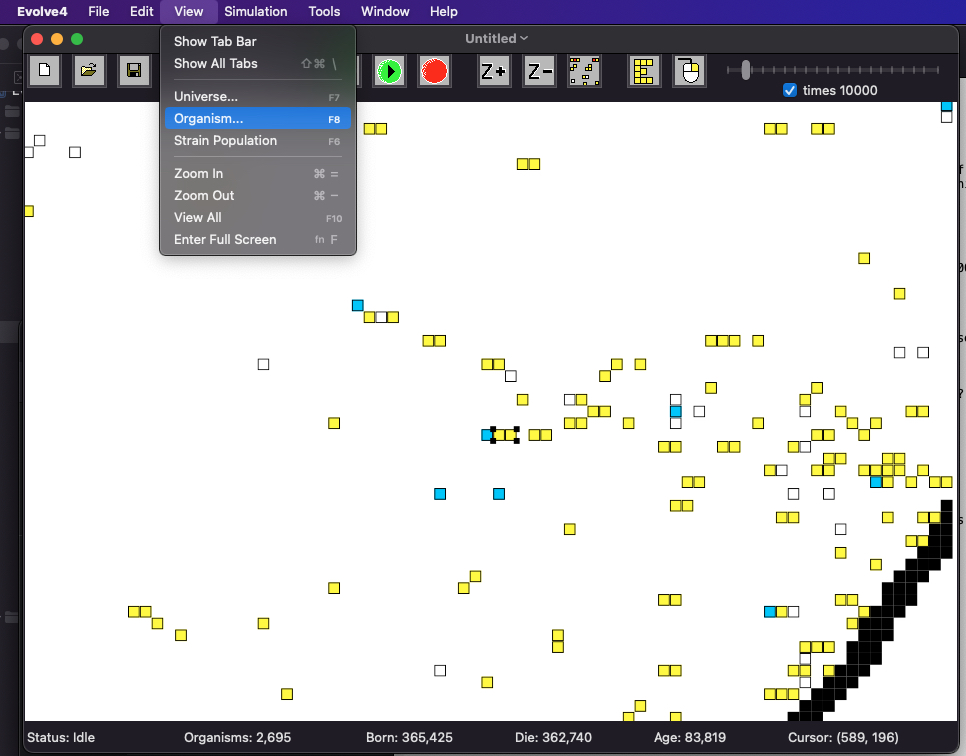 Evolve4 File Edit View Simulation Tools Window Help
Untitled
Show Tab Bar
Show All Tabs ⇧⌘ \
Universe... F7
Organism... F8
Strain Population F6
Zoom In ⌘ =
Zoom Out ⌘ −
View All F10
Enter Full Screen fn F
Z+ Z-
times 10000
Status: Idle Organisms: 2,695 Born: 365,425 Die: 362,740 Age: 83,819 Cursor: (589, 196)